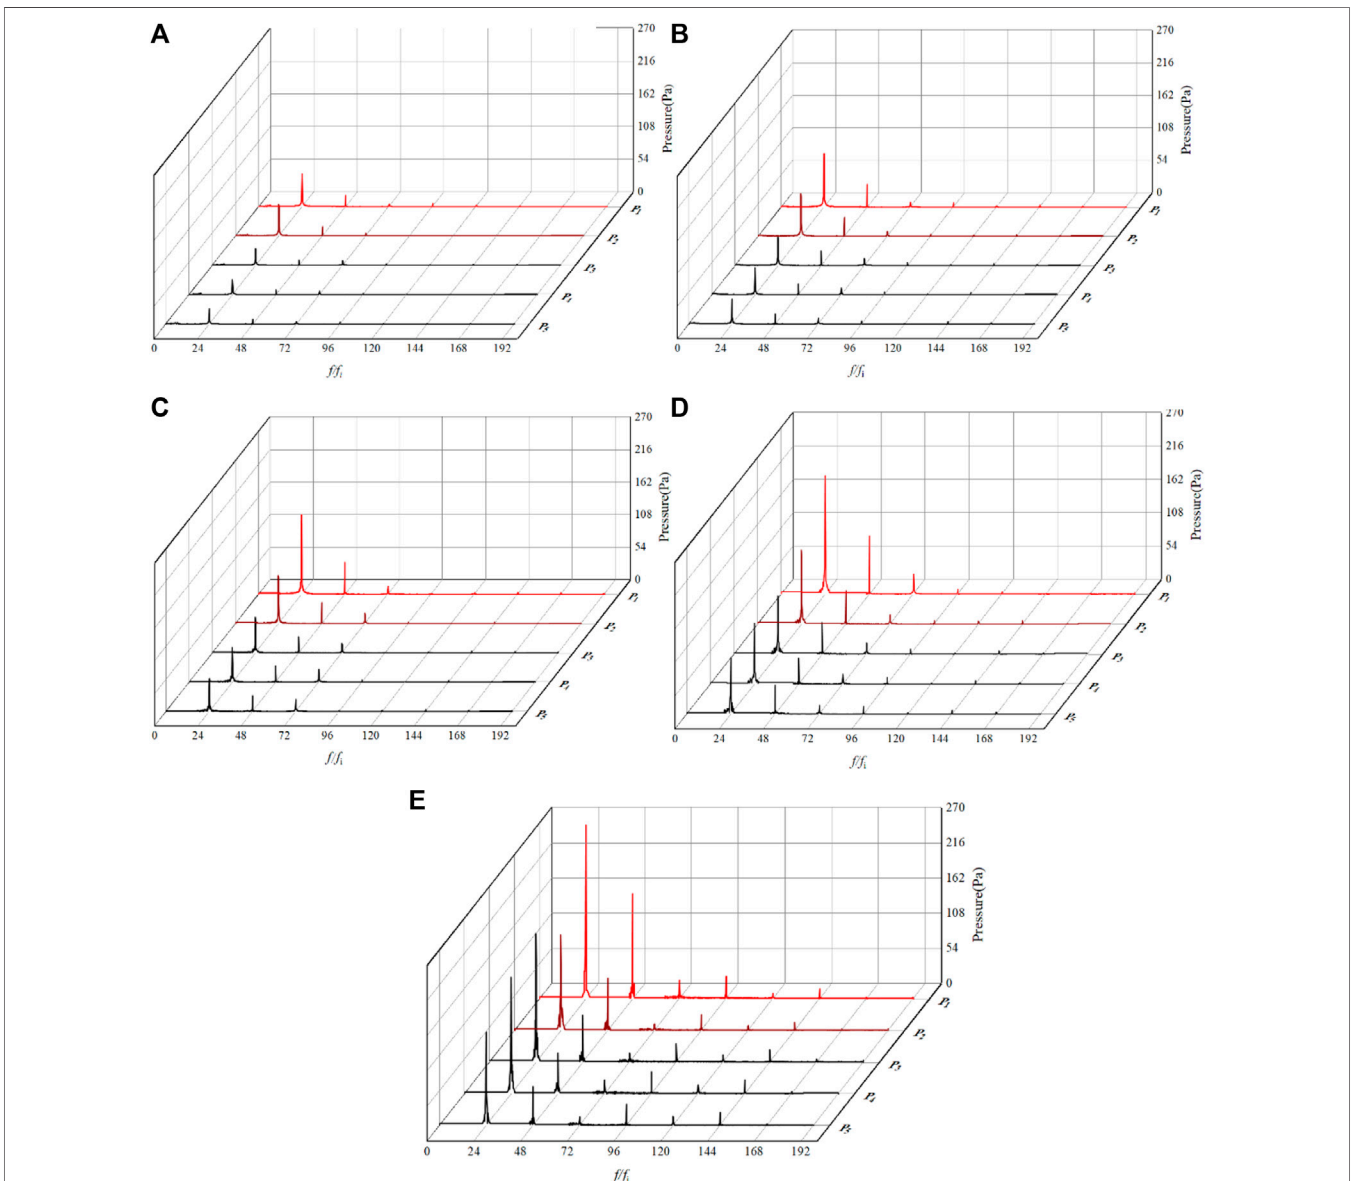 A
270
216
162
108
54
0
Pressure(Pa)
P1
P2
P3
P4
P5
0 24 48 72 96 120 144 168 192
f/fi
B
270
216
162
108
54
0
Pressure(Pa)
P1
P2
P3
P4
P5
0 24 48 72 96 120 144 168 192
f/fi
C
270
216
162
108
54
0
Pressure(Pa)
P1
P2
P3
P4
P5
0 24 48 72 96 120 144 168 192
f/fi
D
270
216
162
108
54
0
Pressure(Pa)
P1
P2
P3
P4
P5
0 24 48 72 96 120 144 168 192
f/fi
E
270
216
162
108
54
0
Pressure(Pa)
P1
P2
P3
P4
P5
0 24 48 72 96 120 144 168 192
f/fi